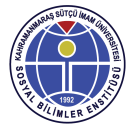 KAHRAMANMARAŞ SÜTÇÜ İMAM ÜNİVERSİTESİ
1992
SOSYAL BİLİMLER ENSTİTÜSÜ